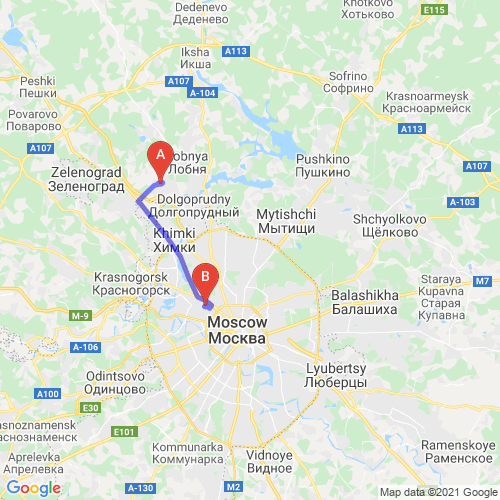 Dedenevo
Деденево
Khotkovo
Хотьково
E115
Iksha
Икша
A113
A107
Peshki
Пешки
A-104
Sofrino
Софрино
Krasnoarmeysk
Красноармейск
Povarovo
Поварово
A107
A113
A107
A
Лобня
Pushkino
Пушкино
Zelenograd
Зеленоград
Dolgoprudny
Долгопрудный
A-103
Mytishchi
Мытищи
Shchyolkovo
Щёлково
Khimki
Химки
Krasnogorsk
Красногорск
B
Balashikha
Балашиха
Staraya
Kupavna
Старая
Купавна
M7
M-9
Moscow
Москва
A-106
Lyubertsy
Люберцы
Odintsovo
Одинцово
A100
E30
E101
Kommunarka
Коммунарка
Vidnoye
Видное
Ramenskoye
Раменское
Aprelevka
Апрелевка
A-130
M2
Google
Map data ©2021 Google